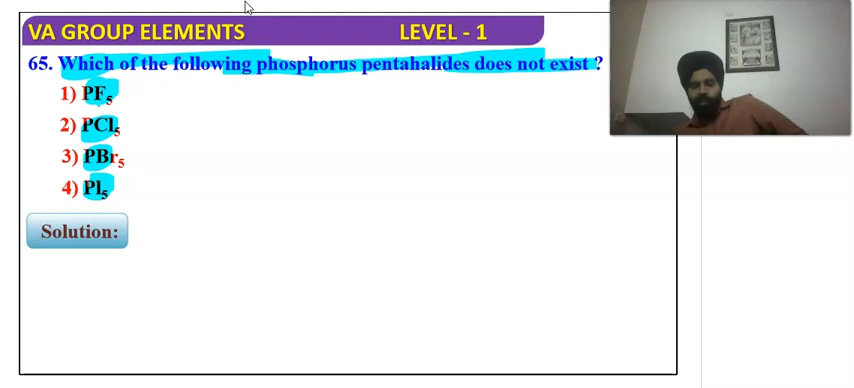 VA GROUP ELEMENTS LEVEL - 1
65. Which of the following phosphorus pentahalides does not exist ?
1) PF₅
2) PCl₅
3) PBr₅
4) Pl₅
Solution: